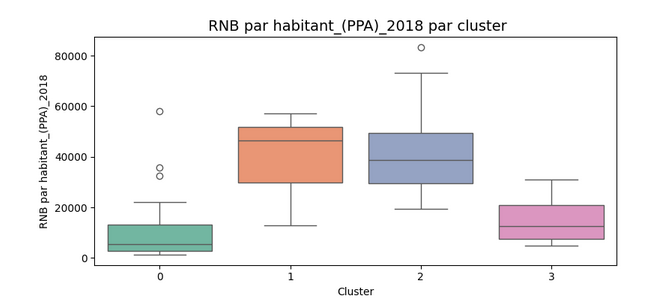 RNB par habitant_(PPA)_2018 par cluster
RNB par habitant_(PPA)_2018
80000
60000
40000
20000
0
0 1 2 3
Cluster